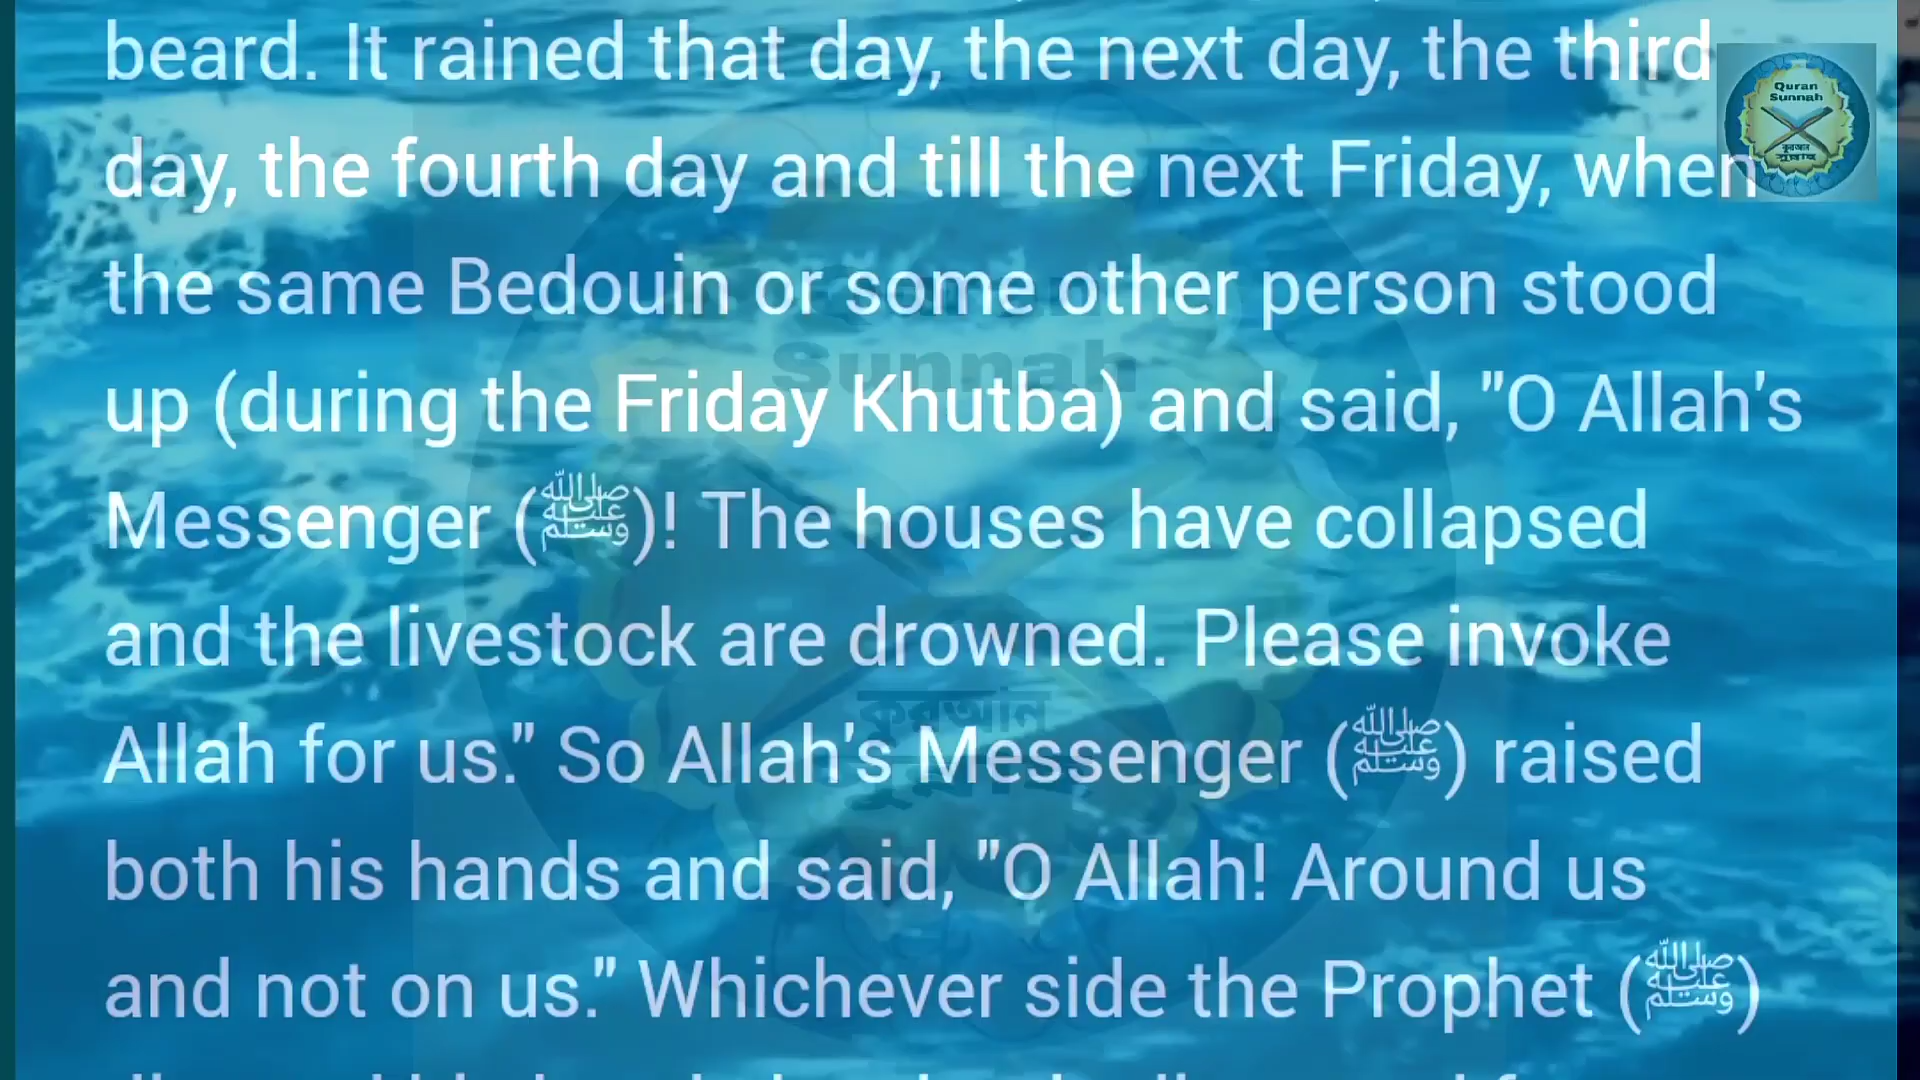 beard. It rained that day, the next day, the third
day, the fourth day and till the next Friday, when
the same Bedouin or some other person stood
up (during the Friday Khutba) and said, "O Allah's
Messenger (ﷺ)! The houses have collapsed
and the livestock are drowned. Please invoke
Allah for us." So Allah's Messenger (ﷺ) raised
both his hands and said, "O Allah! Around us
and not on us." Whichever side the Prophet (ﷺ)
Quran
Sunnah
কুরআন
সুন্নাহ
Sunnah
কুরআন
সুন্নাহ